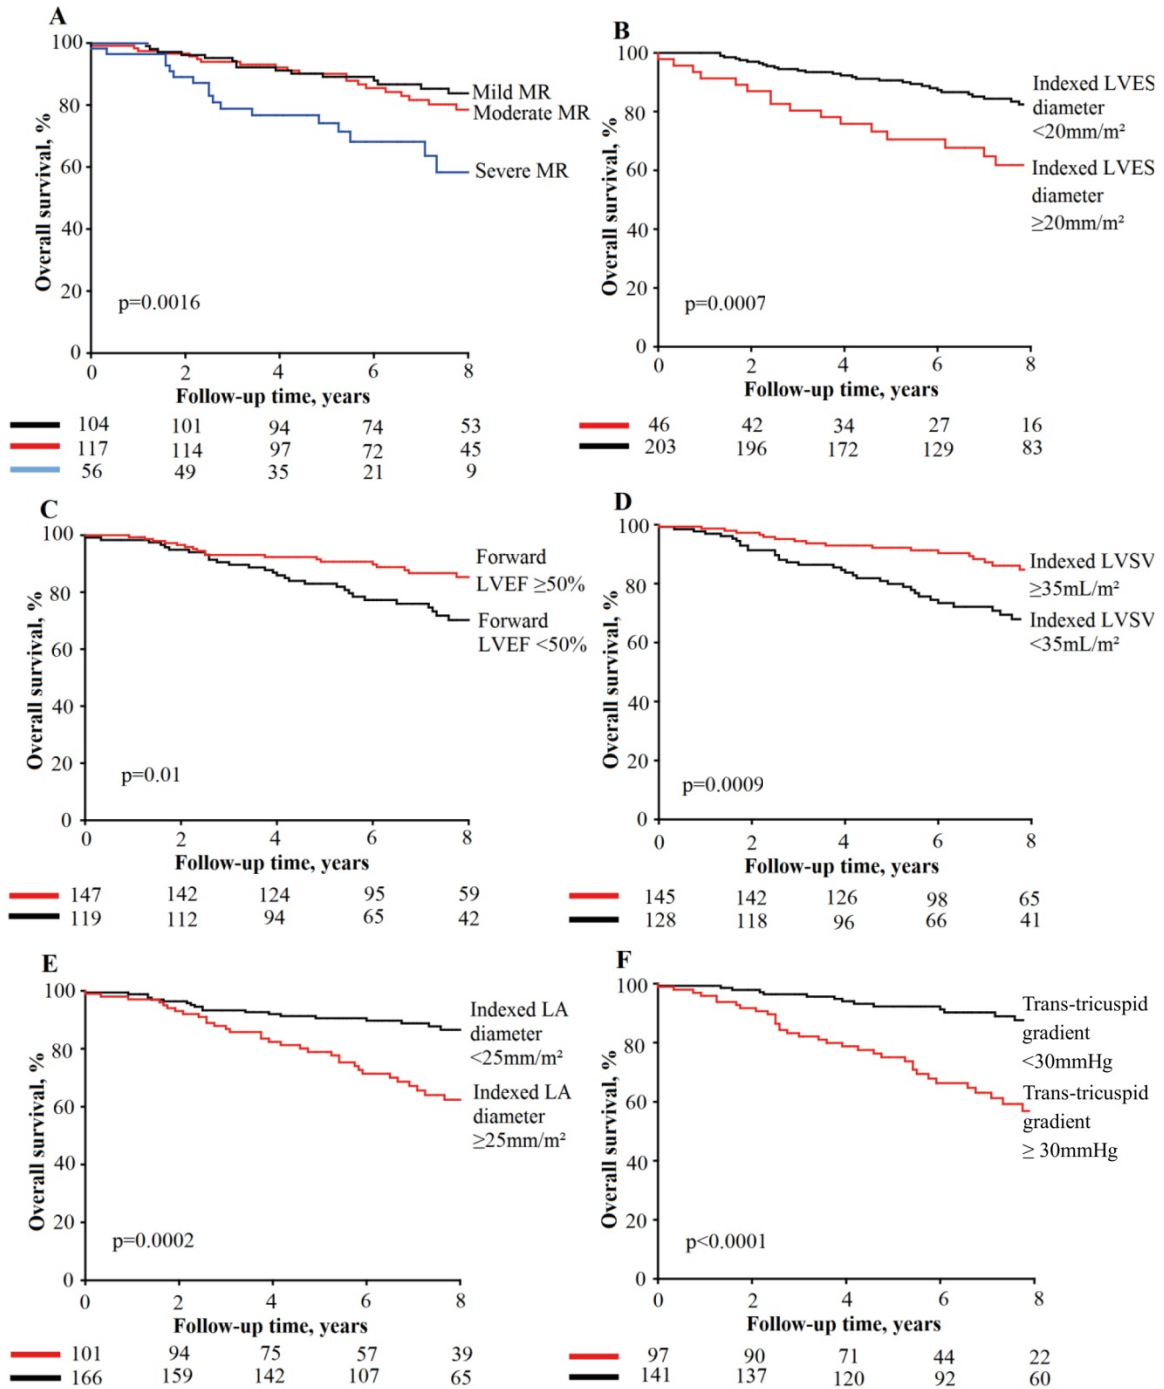 A
100
80
60
40
20
0
Overall survival, %
Mild MR
Moderate MR
Severe MR
p=0.0016
0 2 4 6 8
Follow-up time, years
104 101 94 74 53
117 114 97 72 45
56 49 35 21 9
B
100
80
60
40
20
0
Overall survival, %
Indexed LVES
diameter
<20mm/m²
Indexed LVES
diameter
≥20mm/m²
p=0.0007
0 2 4 6 8
Follow-up time, years
46 42 34 27 16
203 196 172 129 83
C
100
80
60
40
20
0
Overall survival, %
Forward
LVEF ≥50%
Forward
LVEF <50%
p=0.01
0 2 4 6 8
Follow-up time, years
147 142 124 95 59
119 112 94 65 42
D
100
80
60
40
20
0
Overall survival, %
Indexed LVSV
≥35mL/m²
Indexed LVSV
<35mL/m²
p=0.0009
0 2 4 6 8
Follow-up time, years
145 142 126 98 65
128 118 96 66 41
E
100
80
60
40
20
0
Overall survival, %
Indexed LA
diameter
<25mm/m²
Indexed LA
diameter
≥25mm/m²
p=0.0002
0 2 4 6 8
Follow-up time, years
101 94 75 57 39
166 159 142 107 65
F
100
80
60
40
20
0
Overall survival, %
Trans-tricuspid
gradient
<30mmHg
Trans-tricuspid
gradient
≥ 30mmHg
p<0.0001
0 2 4 6 8
Follow-up time, years
97 90 71 44 22
141 137 120 92 60